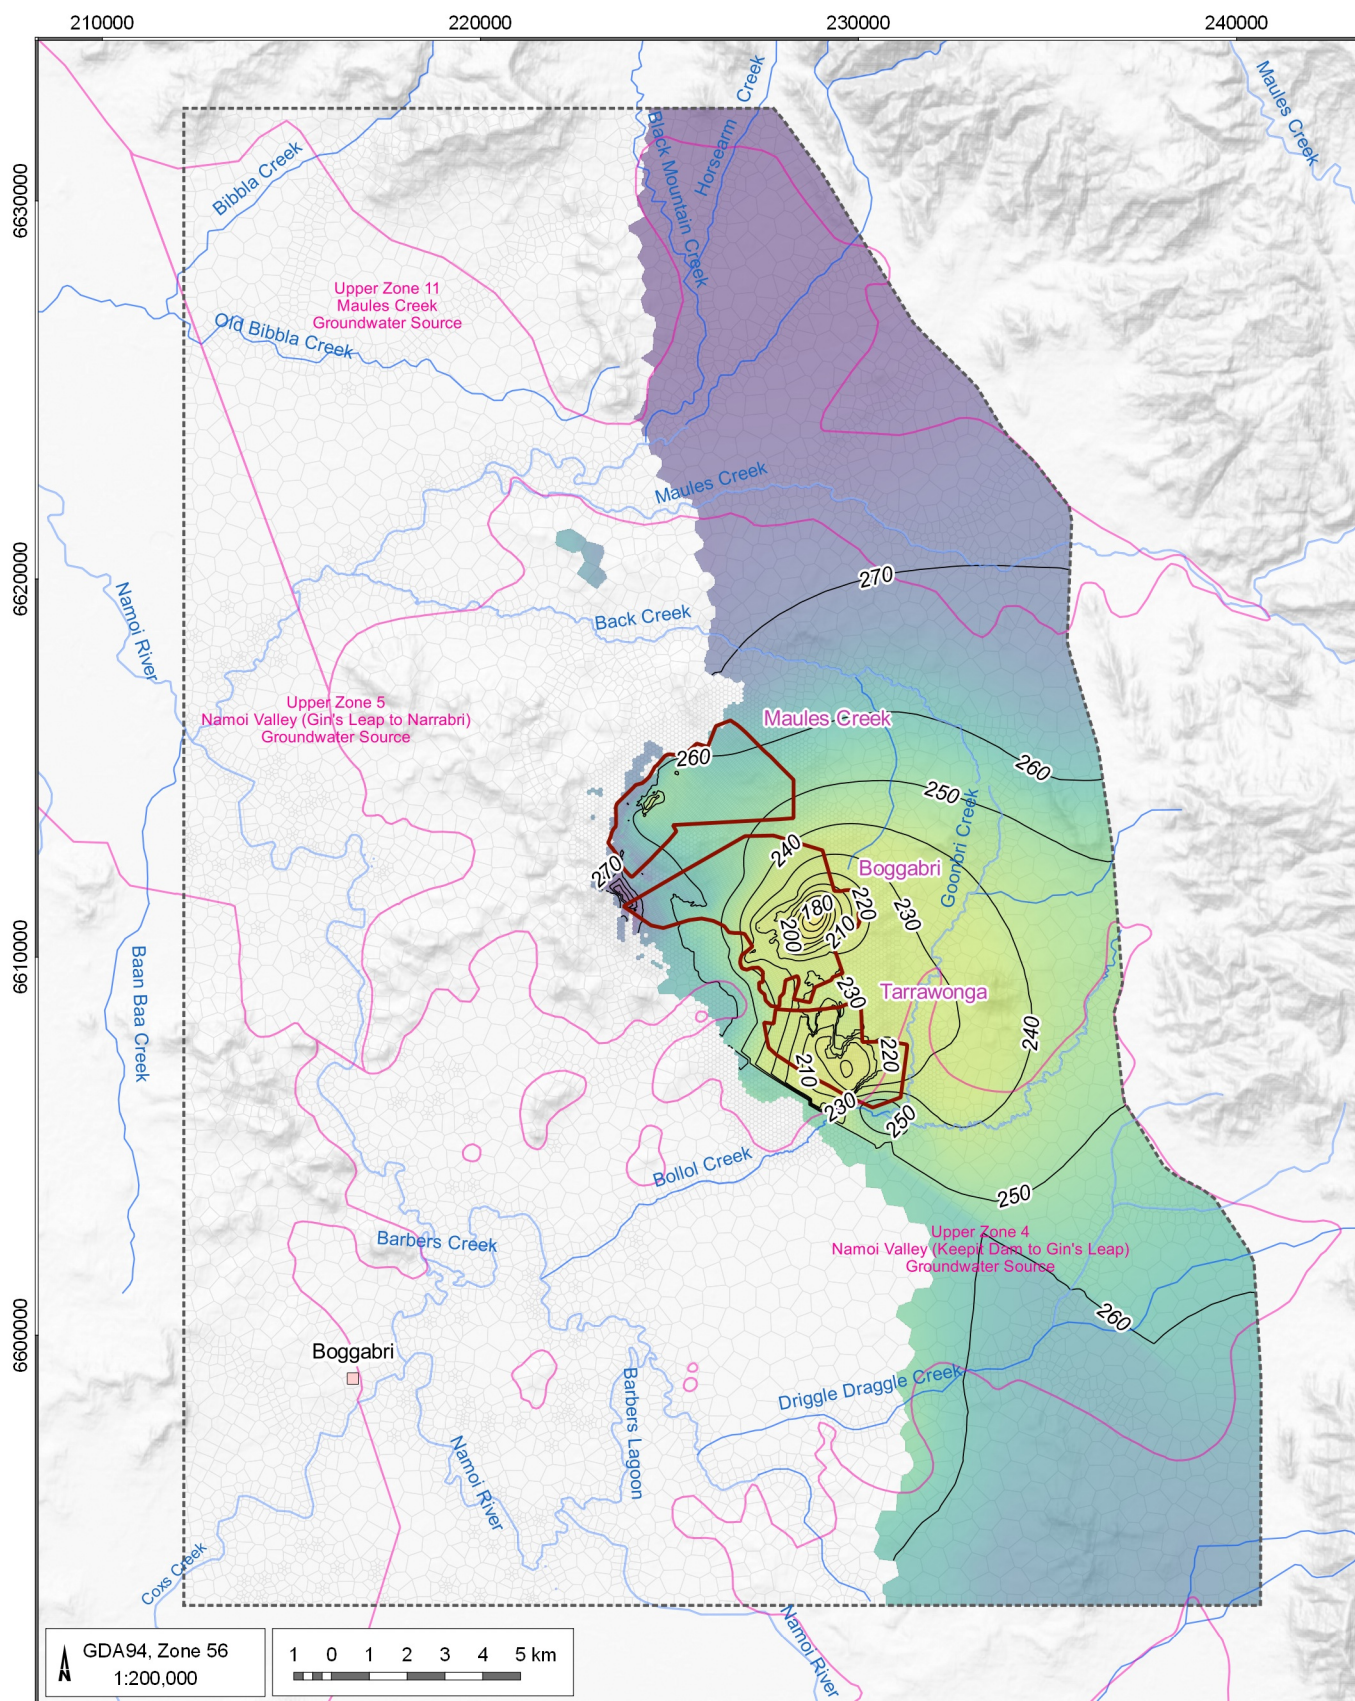 210000
220000
230000
240000
6630000
6620000
6610000
6600000
Maules Creek
Horsearm Creek
Black Mountain Creek
Bibbla Creek
Upper Zone 11
Maules Creek
Groundwater Source
Old Bibbla Creek
Maules Creek
270
Namoi River
Back Creek
Upper Zone 5
Namoi Valley (Gin's Leap to Narrabri)
Groundwater Source
Maules Creek
260
260
250
Goonbri Creek
240
270
Boggabri
180
220
230
200
210
Baan Baa Creek
230
Tarrawonga
240
220
210
230
250
Bollol Creek
250
Upper Zone 4
Namoi Valley (Keepit Dam to Gin's Leap)
Groundwater Source
Barbers Creek
260
Boggabri
Barbers Lagoon
Driggle Draggle Creek
Namoi River
Coxs Creek
Namoi River
N
GDA94, Zone 56
1:200,000
1 0 1 2 3 4 5 km